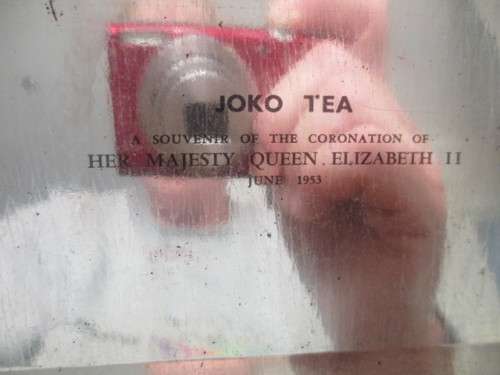 JOKO TEA
A SOUVENIR OF THE CORONATION OF
HER MAJESTY QUEEN ELIZABETH II
JUNE 1953